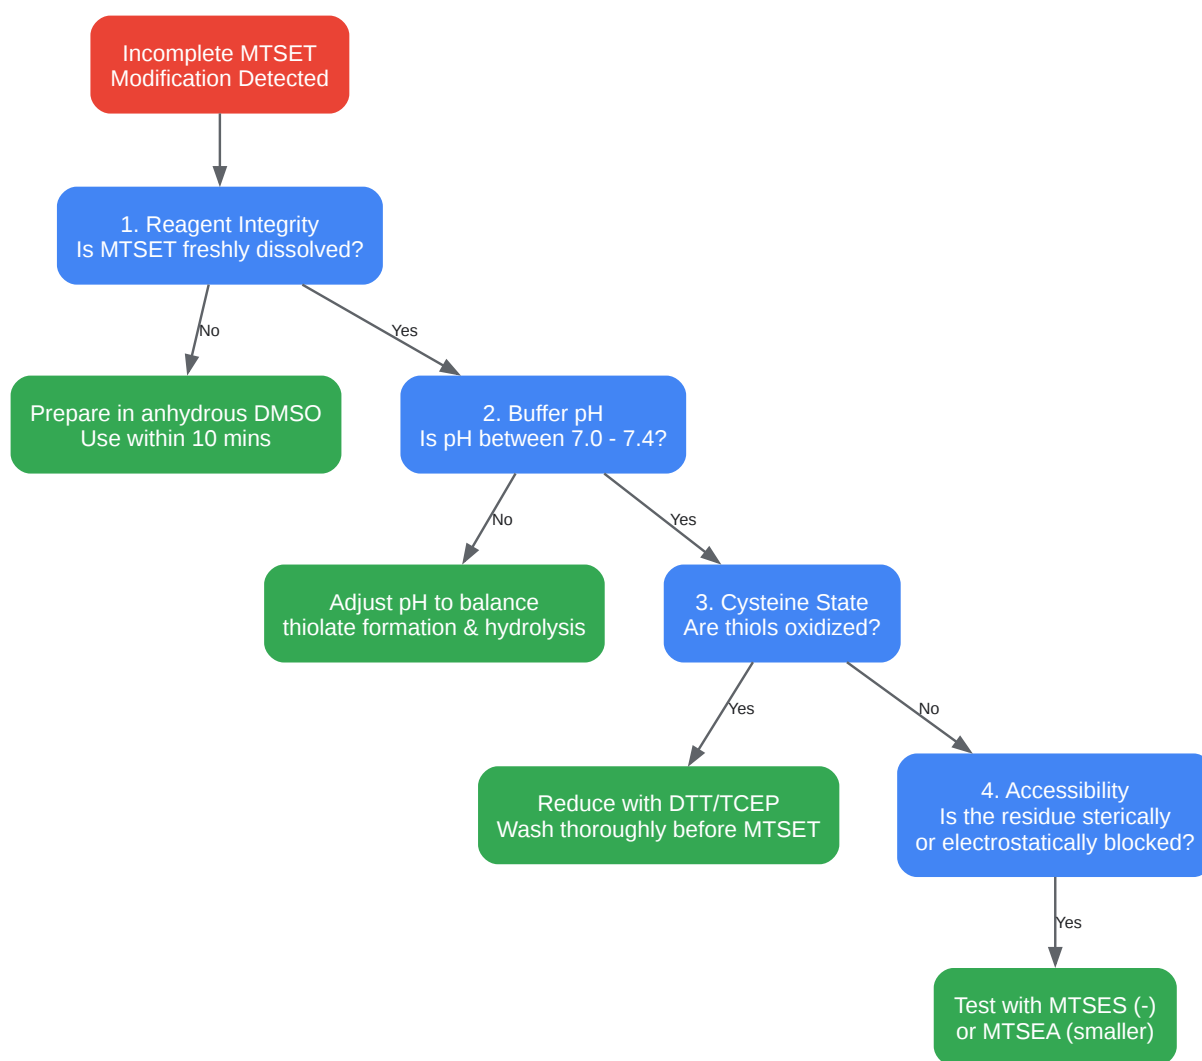 Incomplete MTSET
Modification Detected
1. Reagent Integrity
Is MTSET freshly dissolved?
No
Yes
Prepare in anhydrous DMSO
Use within 10 mins
2. Buffer pH
Is pH between 7.0 - 7.4?
No
Yes
Adjust pH to balance
thiolate formation & hydrolysis
3. Cysteine State
Are thiols oxidized?
Yes
No
Reduce with DTT/TCEP
Wash thoroughly before MTSET
4. Accessibility
Is the residue sterically
or electrostatically blocked?
Yes
Test with MTSES (-)
or MTSEA (smaller)